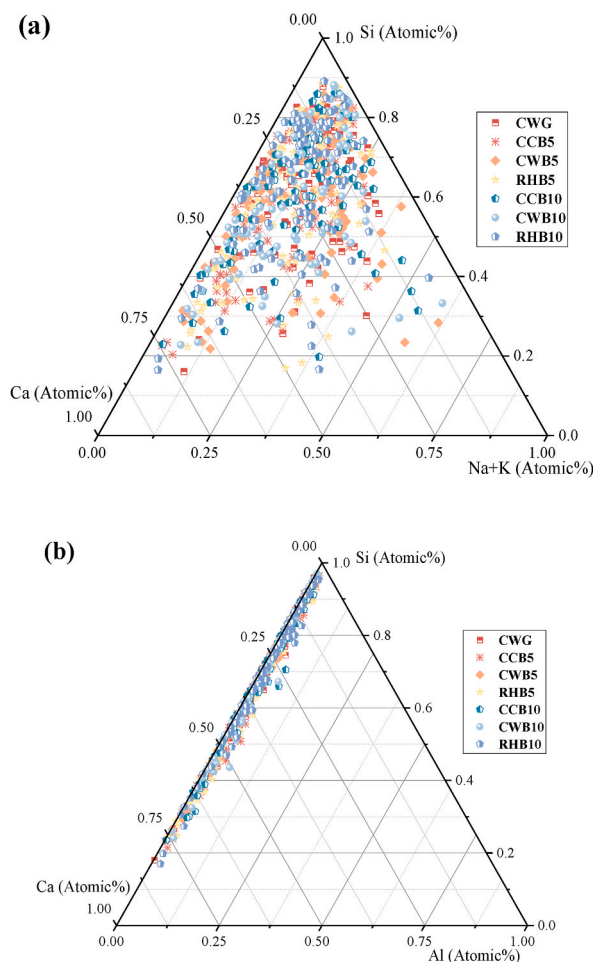 (a)
0.00
Si (Atomic%)
1.0
0.25
0.8
CWG
CCB5
CWB5
RHB5
CCB10
CWB10
RHB10
0.50
0.6
0.75
0.4
Ca (Atomic%)
0.2
1.00
0.0
0.00
0.25
0.50
0.75
1.00
Na+K (Atomic%)
(b)
0.00
Si (Atomic%)
1.0
0.25
0.8
CWG
CCB5
CWB5
RHB5
CCB10
CWB10
RHB10
0.50
0.6
0.75
0.4
Ca (Atomic%)
0.2
1.00
0.0
0.00
0.25
0.50
0.75
1.00
Al (Atomic%)